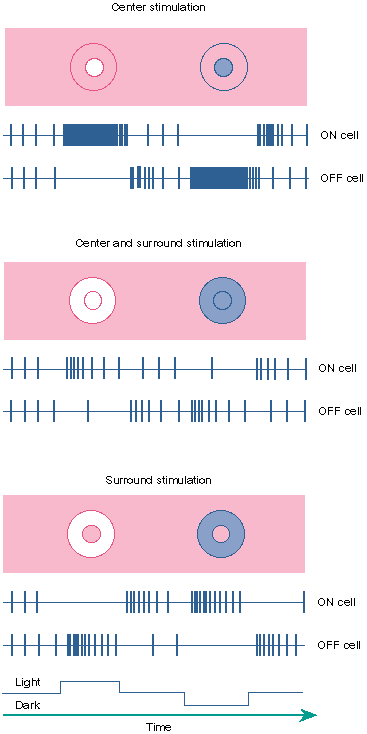 Center stimulation
ON cell
OFF cell
Center and surround stimulation
ON cell
OFF cell
Surround stimulation
ON cell
OFF cell
Light
Dark
Time